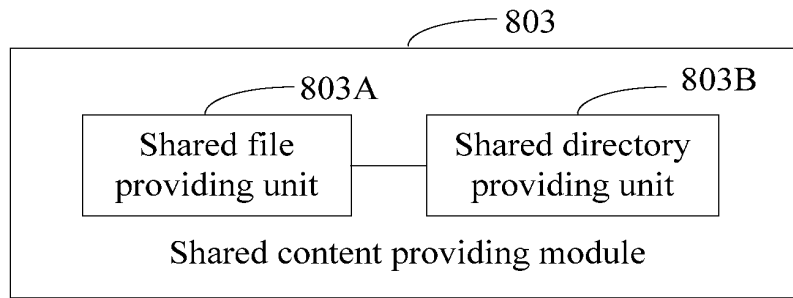 803
803A
803B
Shared file
providing unit
Shared directory
providing unit
Shared content providing module